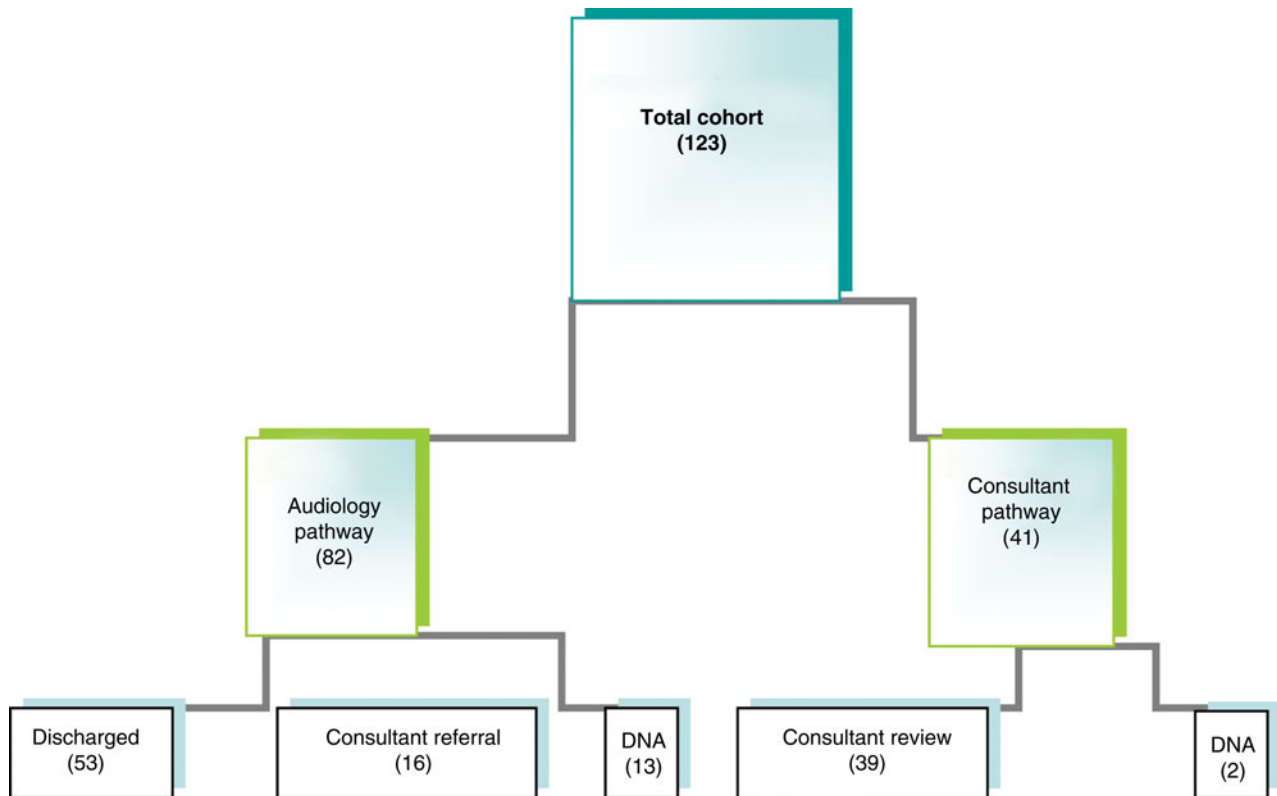 Total cohort
(123)
Audiology
pathway
(82)
Consultant
pathway
(41)
Discharged
(53)
Consultant referral
(16)
DNA
(13)
Consultant review
(39)
DNA
(2)